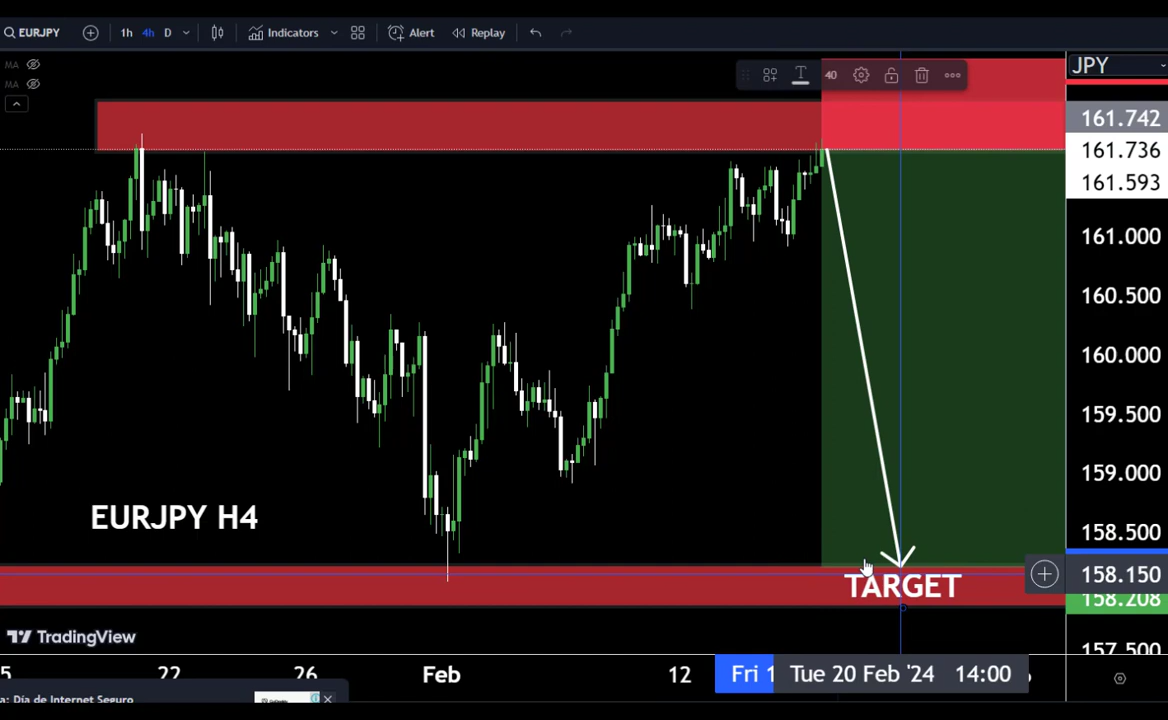 EURJPY 1h 4h D Indicators Alert Replay
MA
MA
40
JPY
161.742
161.736
161.593
161.000
160.500
160.000
159.500
159.000
158.500
158.150
158.208
157.500
EURJPY H4
TARGET
TradingView
5 22 26 Feb 12 Fri 1 Tue 20 Feb '24 14:00
a: Día de Internet Seguro